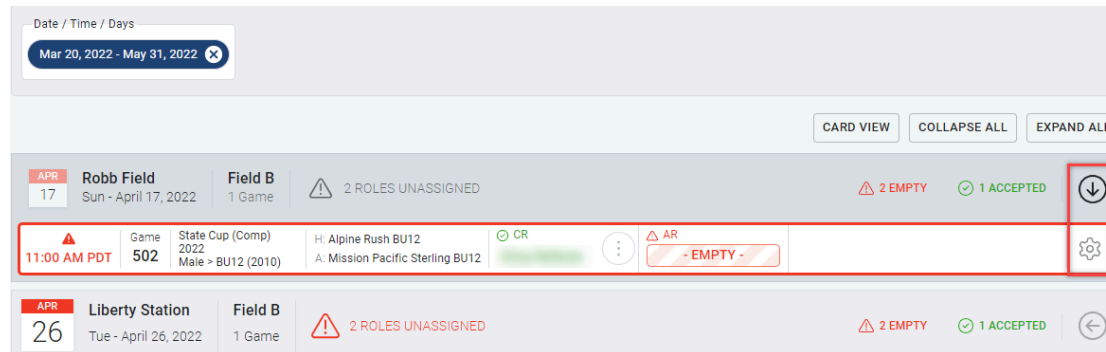 Date / Time / Days
Mar 20, 2022 - May 31, 2022
CARD VIEW
COLLAPSE ALL
EXPAND ALL
APR
17
Robb Field
Sun - April 17, 2022
Field B
1 Game
2 ROLES UNASSIGNED
2 EMPTY
1 ACCEPTED
11:00 AM PDT
Game
502
State Cup (Comp)
2022
Male > BU12 (2010)
H: Alpine Rush BU12
A: Mission Pacific Sterling BU12
CR
AR
- EMPTY -
APR
26
Liberty Station
Tue - April 26, 2022
Field B
1 Game
2 ROLES UNASSIGNED
2 EMPTY
1 ACCEPTED